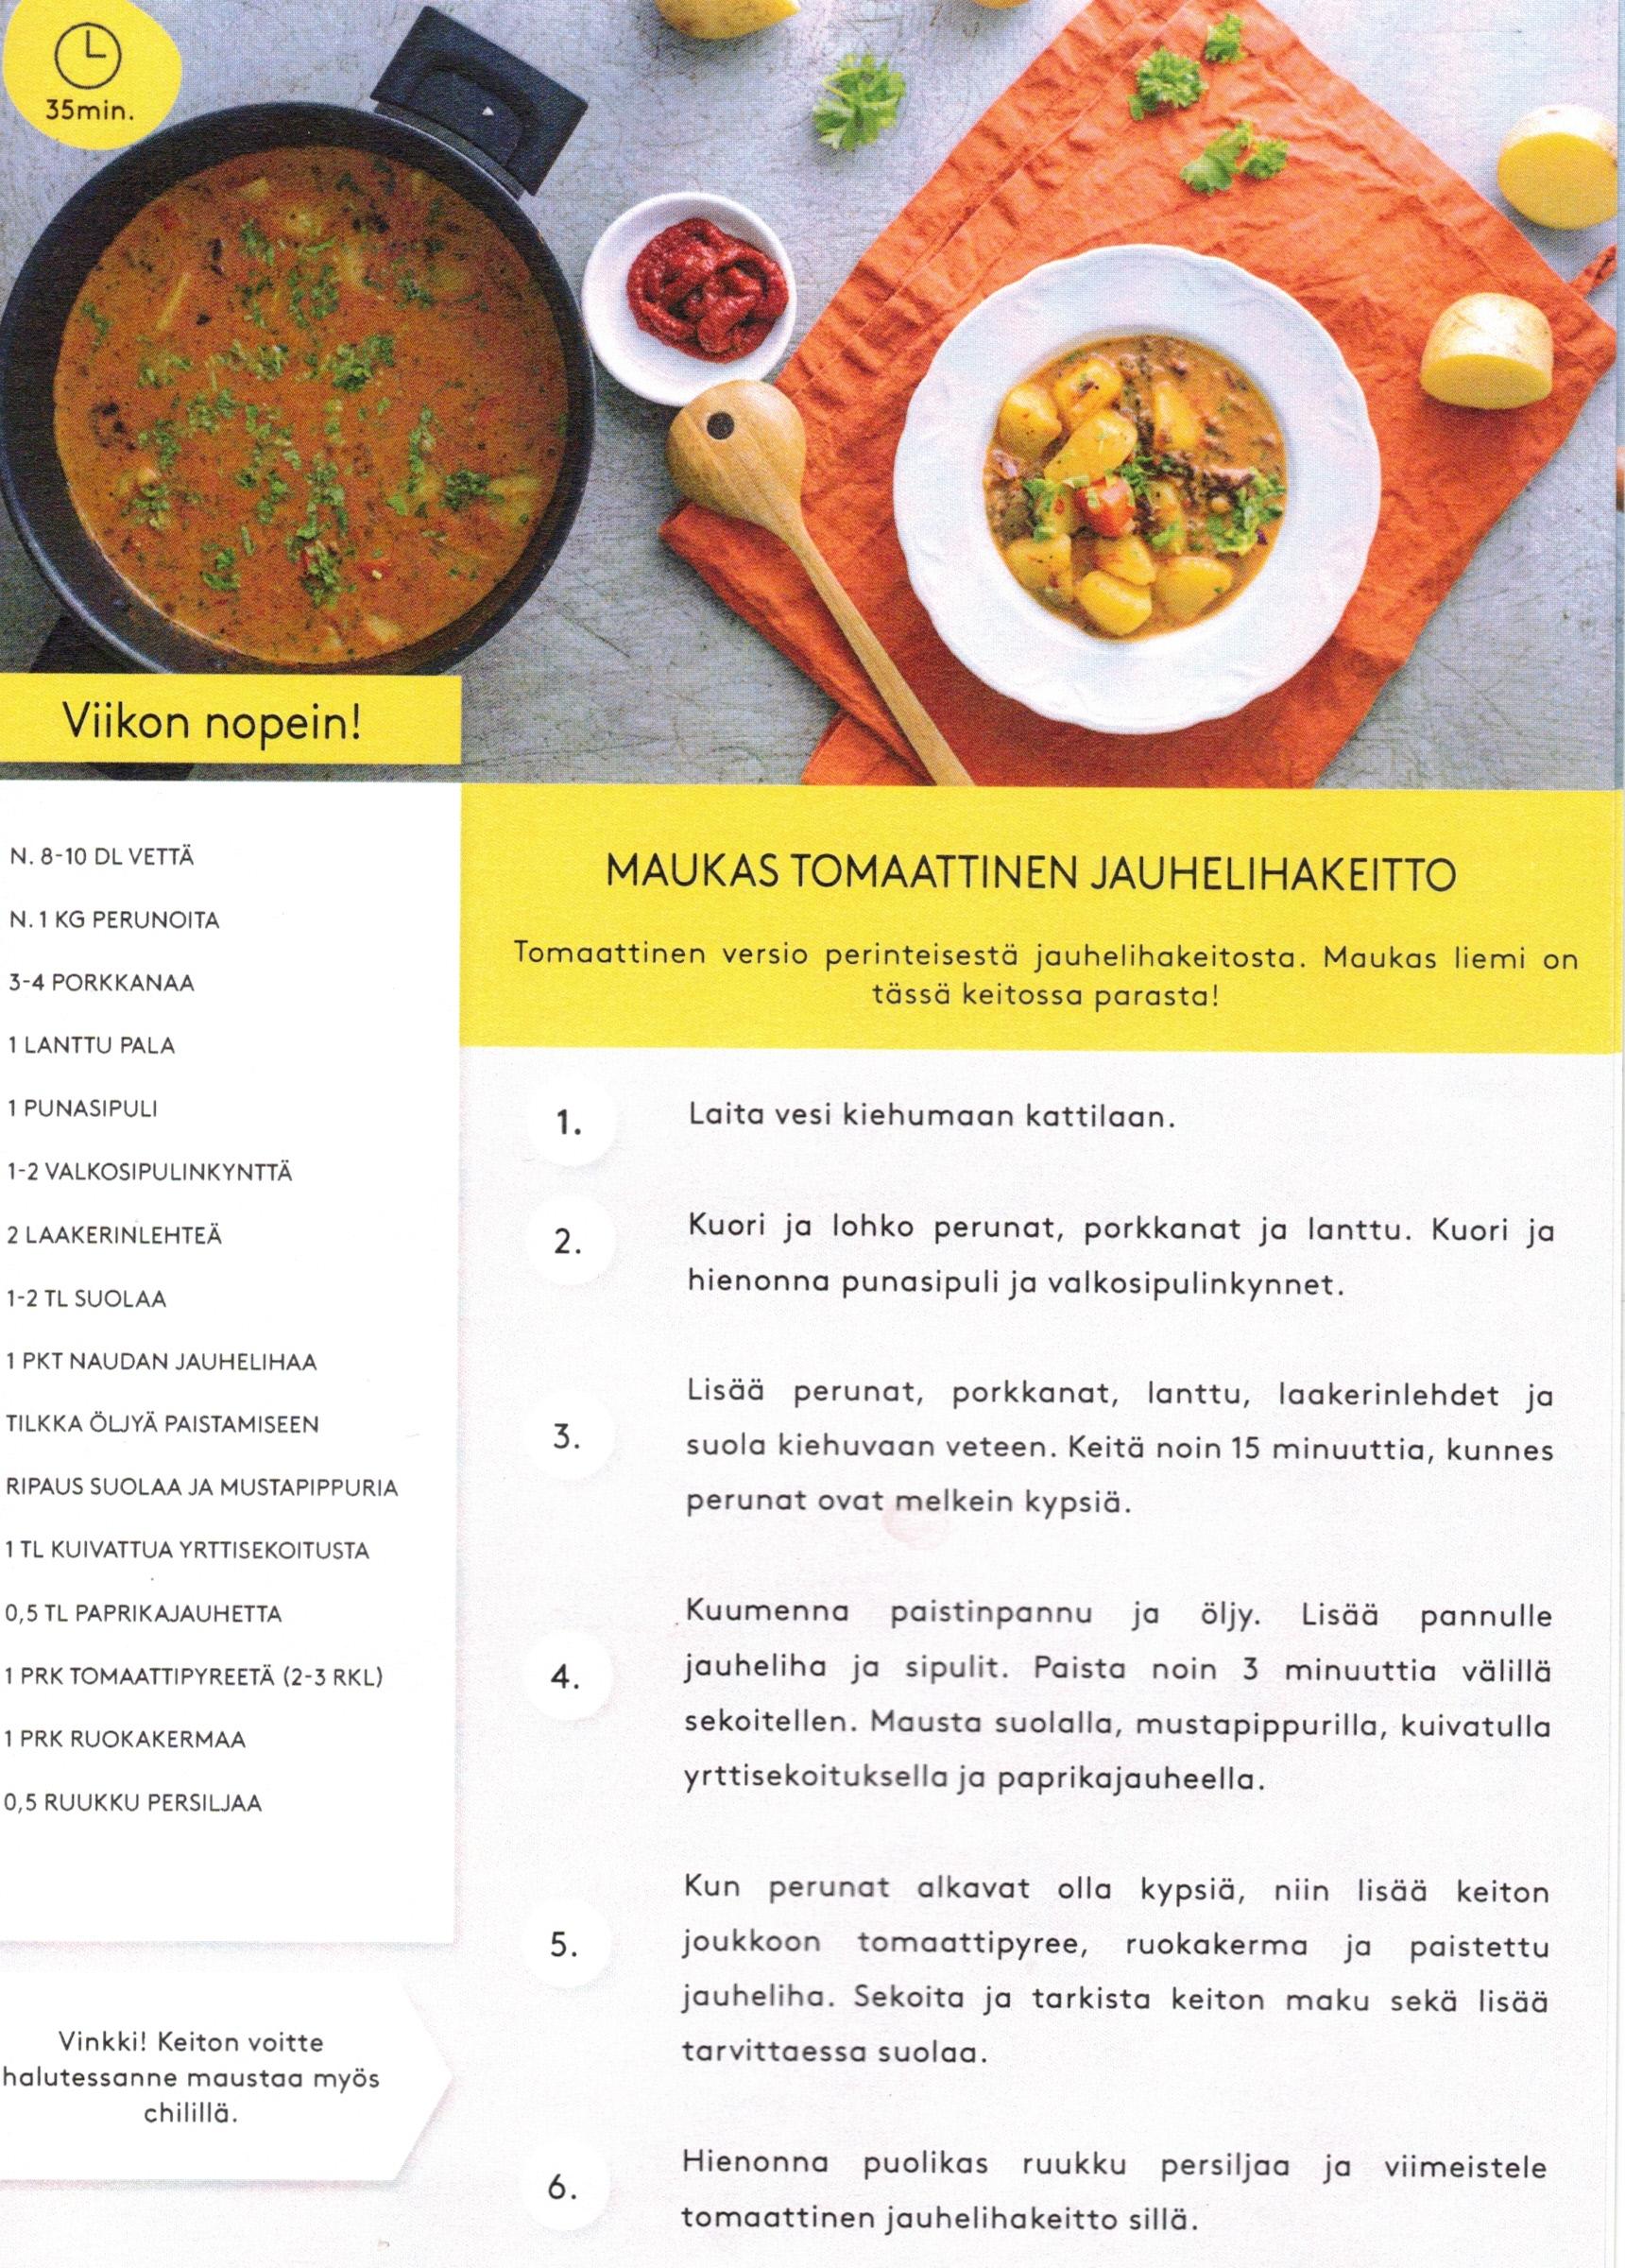 35min.
Viikon nopein!
N. 8-10 DL VETTÄ
N. 1 KG PERUNOITA
3-4 PORKKANAA
1 LANTTU PALA
1 PUNASIPULI
1-2 VALKOSIPULINKYNTTÄ
2 LAAKERINLEHTEÄ
1-2 TL SUOLAA
1 PKT NAUDAN JAUHELIHAA
TILKKA ÖLJYÄ PAISTAMISEEN
RIPAUS SUOLAA JA MUSTAPIPPURIA
1 TL KUIVATTUA YRTTISEKOITUSTA
0,5 TL PAPRIKAJAUHETTA
1 PRK TOMAATTIPYREETÄ (2-3 RKL)
1 PRK RUOKAKERMAA
0,5 RUUKKU PERSILJAA
Vinkki! Keiton voitte
halutessanne maustaa myös
chilillä.
MAUKAS TOMAATTINEN JAUHELIHAKEITTO
Tomaattinen versio perinteisestä jauhelihakeitosta. Maukas liemi on
tässä keitossa parasta!
1. Laita vesi kiehumaan kattilaan.
2. Kuori ja lohko perunat, porkkanat ja lanttu. Kuori ja
hienonna punasipuli ja valkosipulinkynnet.
3. Lisää perunat, porkkanat, lanttu, laakerinlehdet ja
suola kiehuvaan veteen. Keitä noin 15 minuuttia, kunnes
perunat ovat melkein kypsiä.
4. Kuumenna paistinpannu ja öljy. Lisää pannulle
jauheliha ja sipulit. Paista noin 3 minuuttia välillä
sekoitellen. Mausta suolalla, mustapippurilla, kuivatulla
yrttisekoituksella ja paprikajauheella.
5. Kun perunat alkavat olla kypsiä, niin lisää keiton
joukkoon tomaattipyree, ruokakerma ja paistettu
jauheliha. Sekoita ja tarkista keiton maku sekä lisää
tarvittaessa suolaa.
6. Hienonna puolikas ruukku persiljaa ja viimeistele
tomaattinen jauhelihakeitto sillä.